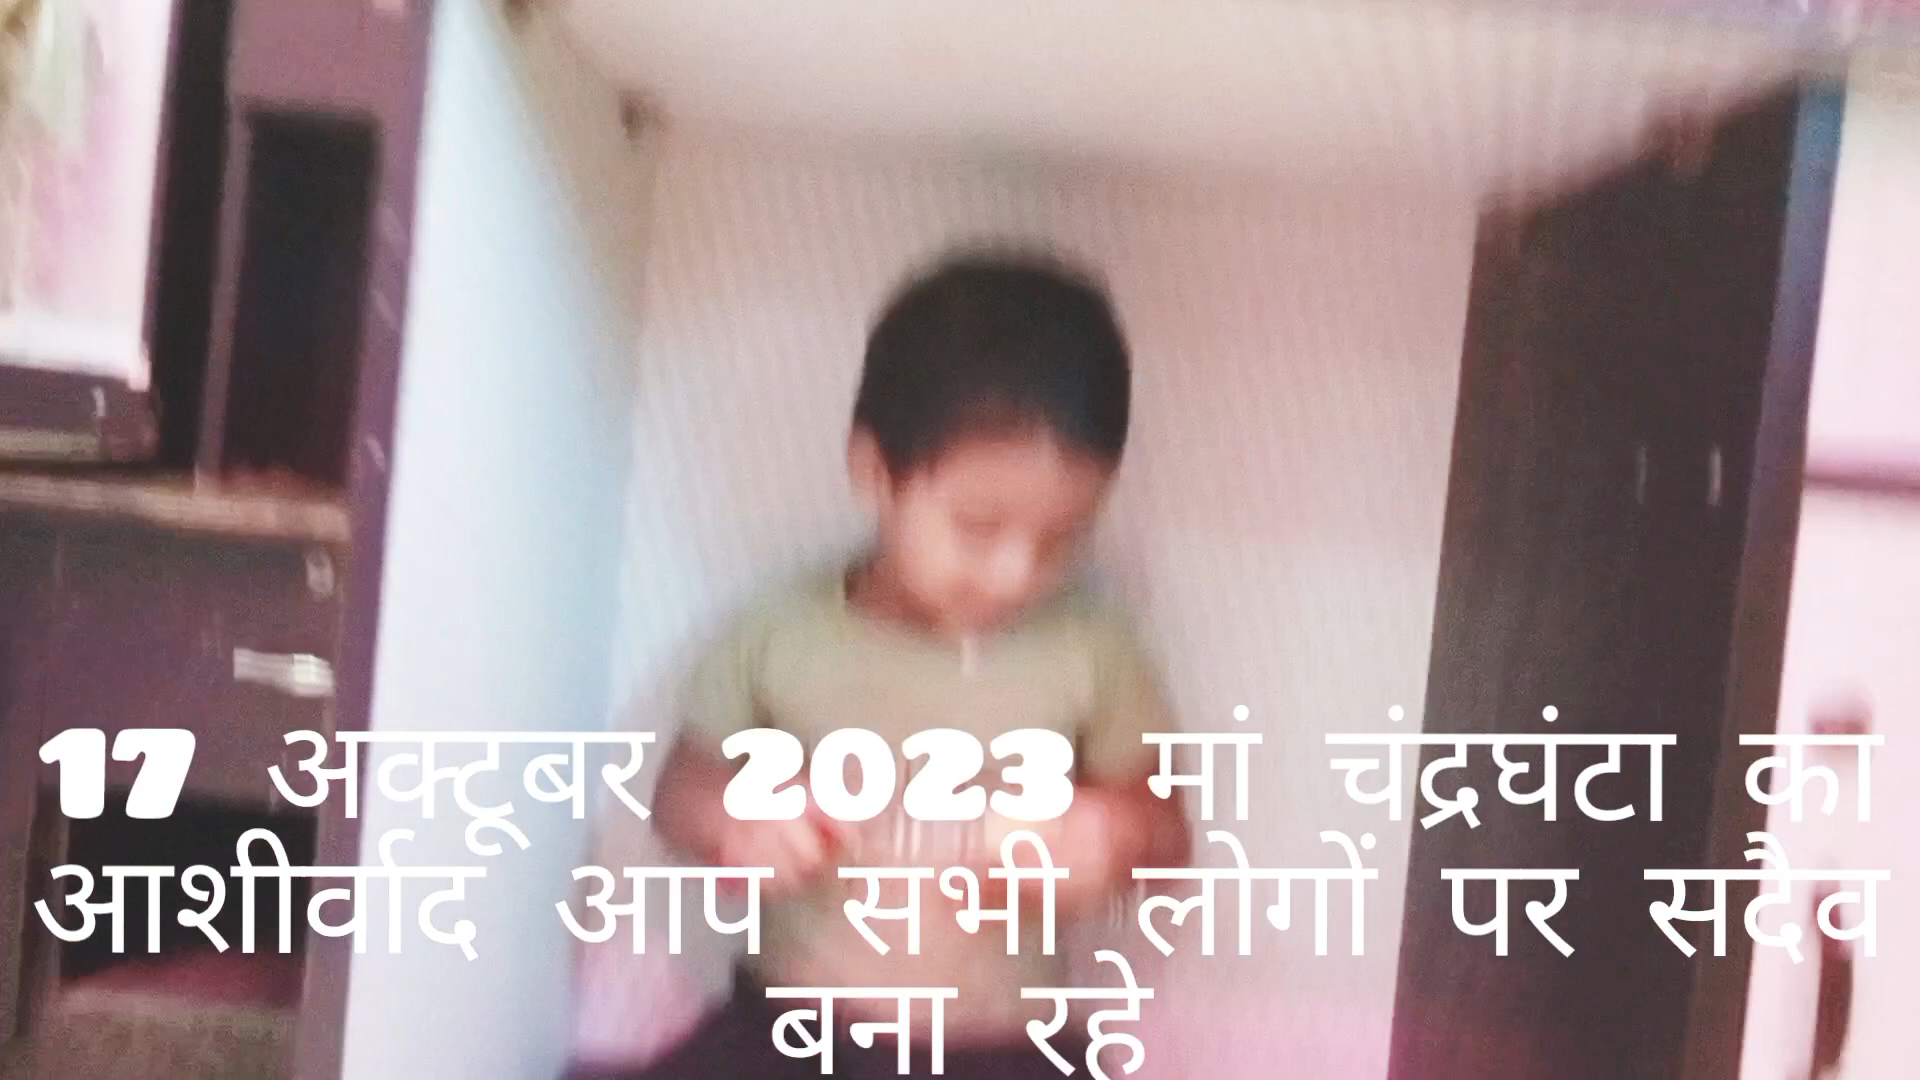 17 अक्टूबर 2023 मां चंद्रघंटा का
आशीर्वाद आप सभी लोगों पर सदैव
बना रहे